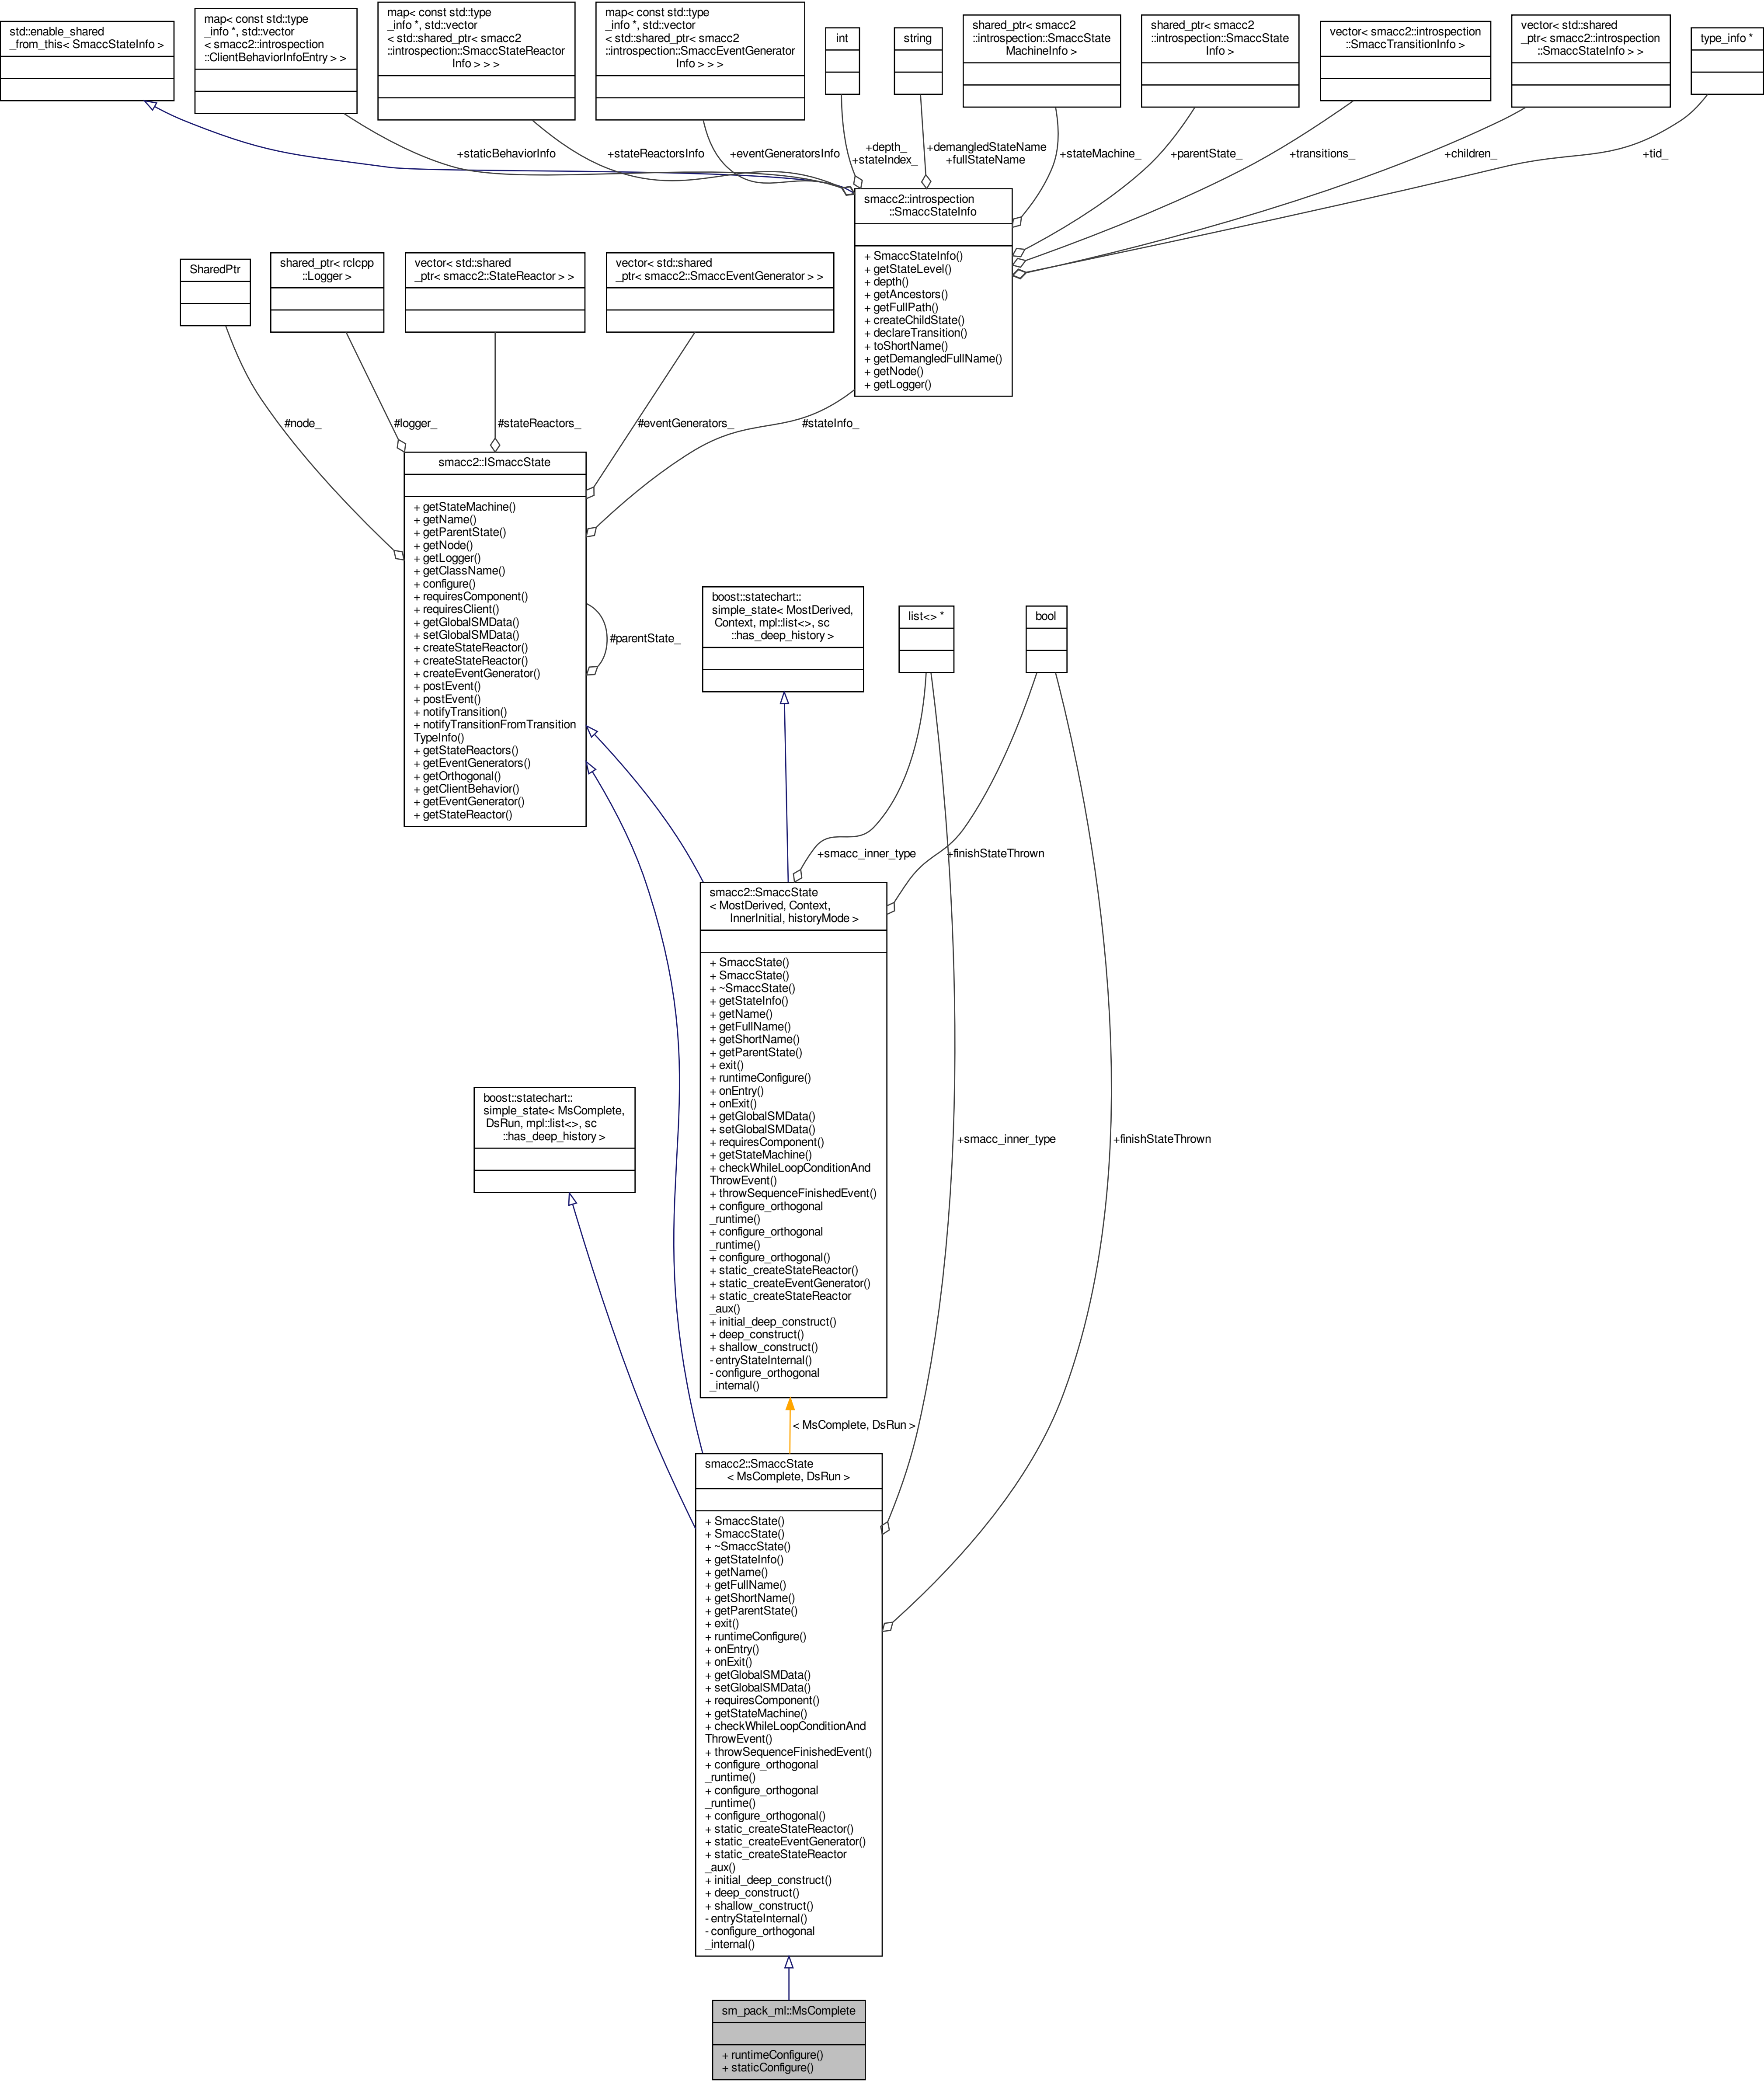 std::enable_shared
_from_this< SmaccStateInfo >
map< const std::type
_info *, std::vector
< smacc2::introspection
::ClientBehaviorInfoEntry > >
map< const std::type
_info *, std::vector
< std::shared_ptr< smacc2
::introspection::SmaccStateReactor
Info > > >
map< const std::type
_info *, std::vector
< std::shared_ptr< smacc2
::introspection::SmaccEventGenerator
Info > > >
int
string
shared_ptr< smacc2
::introspection::SmaccState
MachineInfo >
shared_ptr< smacc2
::introspection::SmaccState
Info >
vector< smacc2::introspection
::SmaccTransitionInfo >
vector< std::shared
_ptr< smacc2::introspection
::SmaccStateInfo > >
type_info *
+staticBehaviorInfo
+stateReactorsInfo
+eventGeneratorsInfo
+depth_
+stateIndex_
+demangledStateName
+fullStateName
+stateMachine_
+parentState_
+transitions_
+children_
+tid_
smacc2::introspection
::SmaccStateInfo
+ SmaccStateInfo()
+ getStateLevel()
+ depth()
+ getAncestors()
+ getFullPath()
+ createChildState()
+ declareTransition()
+ toShortName()
+ getDemangledFullName()
+ getNode()
+ getLogger()
SharedPtr
shared_ptr< rclcpp
::Logger >
vector< std::shared
_ptr< smacc2::StateReactor > >
vector< std::shared
_ptr< smacc2::SmaccEventGenerator > >
#node_
#logger_
#stateReactors_
#eventGenerators_
#stateInfo_
smacc2::ISmaccState
+ getStateMachine()
+ getName()
+ getParentState()
+ getNode()
+ getLogger()
+ getClassName()
+ configure()
+ requiresComponent()
+ requiresClient()
+ getGlobalSMData()
+ setGlobalSMData()
+ createStateReactor()
+ createStateReactor()
+ createEventGenerator()
+ postEvent()
+ postEvent()
+ notifyTransition()
+ notifyTransitionFromTransition
TypeInfo()
+ getStateReactors()
+ getEventGenerators()
+ getOrthogonal()
+ getClientBehavior()
+ getEventGenerator()
+ getStateReactor()
#parentState_
boost::statechart::
simple_state< MostDerived,
Context, mpl::list<>, sc
::has_deep_history >
list<> *
bool
+smacc_inner_type
+finishStateThrown
smacc2::SmaccState
< MostDerived, Context,
InnerInitial, historyMode >
+ SmaccState()
+ SmaccState()
+ ~SmaccState()
+ getStateInfo()
+ getName()
+ getFullName()
+ getShortName()
+ getParentState()
+ exit()
+ runtimeConfigure()
+ onEntry()
+ onExit()
+ getGlobalSMData()
+ setGlobalSMData()
+ requiresComponent()
+ getStateMachine()
+ checkWhileLoopConditionAnd
ThrowEvent()
+ throwSequenceFinishedEvent()
+ configure_orthogonal
_runtime()
+ configure_orthogonal
_runtime()
+ configure_orthogonal()
+ static_createStateReactor()
+ static_createEventGenerator()
+ static_createStateReactor
_aux()
+ initial_deep_construct()
+ deep_construct()
+ shallow_construct()
- entryStateInternal()
- configure_orthogonal
_internal()
boost::statechart::
simple_state< MsComplete,
DsRun, mpl::list<>, sc
::has_deep_history >
+smacc_inner_type
+finishStateThrown
< MsComplete, DsRun >
smacc2::SmaccState
< MsComplete, DsRun >
+ SmaccState()
+ SmaccState()
+ ~SmaccState()
+ getStateInfo()
+ getName()
+ getFullName()
+ getShortName()
+ getParentState()
+ exit()
+ runtimeConfigure()
+ onEntry()
+ onExit()
+ getGlobalSMData()
+ setGlobalSMData()
+ requiresComponent()
+ getStateMachine()
+ checkWhileLoopConditionAnd
ThrowEvent()
+ throwSequenceFinishedEvent()
+ configure_orthogonal
_runtime()
+ configure_orthogonal
_runtime()
+ configure_orthogonal()
+ static_createStateReactor()
+ static_createEventGenerator()
+ static_createStateReactor
_aux()
+ initial_deep_construct()
+ deep_construct()
+ shallow_construct()
- entryStateInternal()
- configure_orthogonal
_internal()
sm_pack_ml::MsComplete
+ runtimeConfigure()
+ staticConfigure()